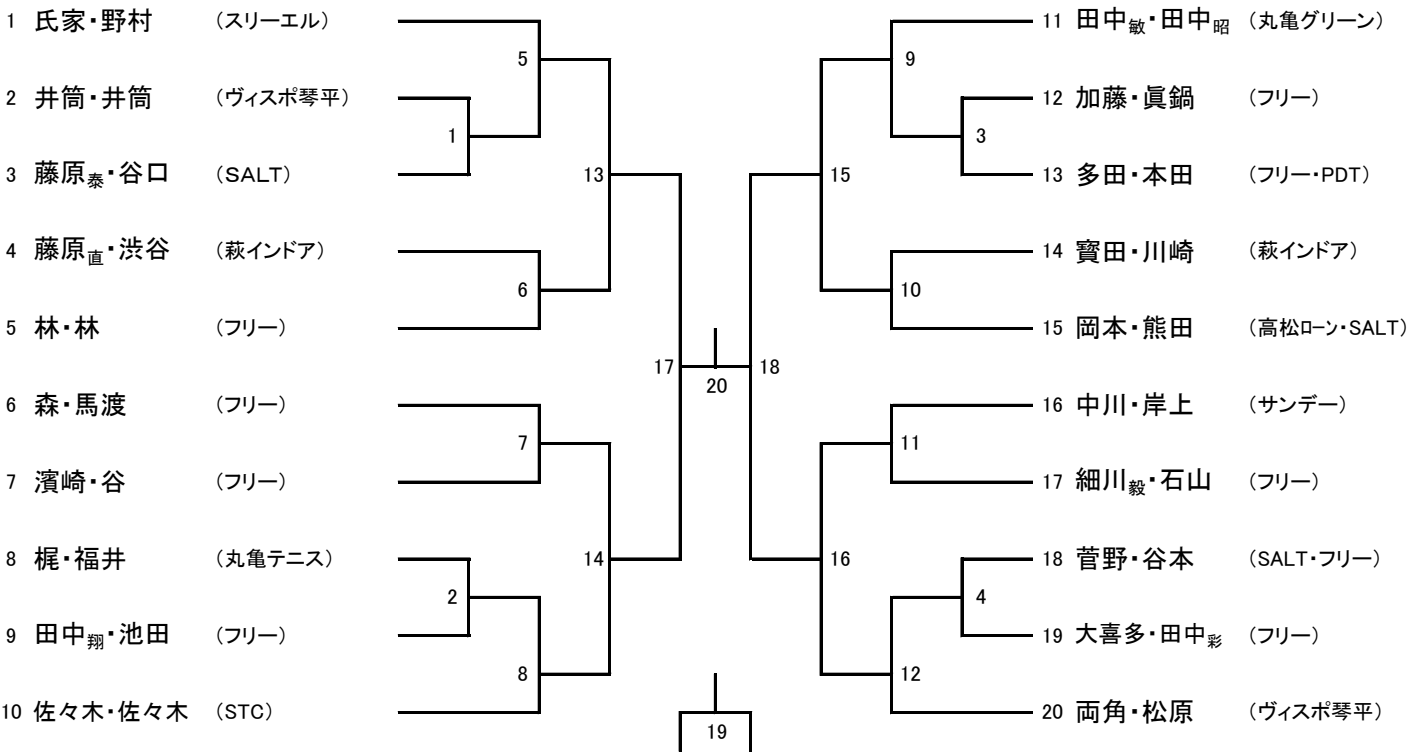 1 氏家・野村 (スリーエル)
2 井筒・井筒 (ヴィスポ琴平)
3 藤原泰・谷口 (SALT)
4 藤原直・渋谷 (萩インドア)
5 林・林 (フリー)
6 森・馬渡 (フリー)
7 濱崎・谷 (フリー)
8 梶・福井 (丸亀テニス)
9 田中翔・池田 (フリー)
10 佐々木・佐々木 (STC)
5
1
13
6
17
7
14
2
8
20
19
18
9
3
15
10
11
16
4
12
11 田中敏・田中昭 (丸亀グリーン)
12 加藤・眞鍋 (フリー)
13 多田・本田 (フリー・PDT)
14 寳田・川崎 (萩インドア)
15 岡本・熊田 (高松ローン・SALT)
16 中川・岸上 (サンデー)
17 細川毅・石山 (フリー)
18 菅野・谷本 (SALT・フリー)
19 大喜多・田中彩 (フリー)
20 両角・松原 (ヴィスポ琴平)